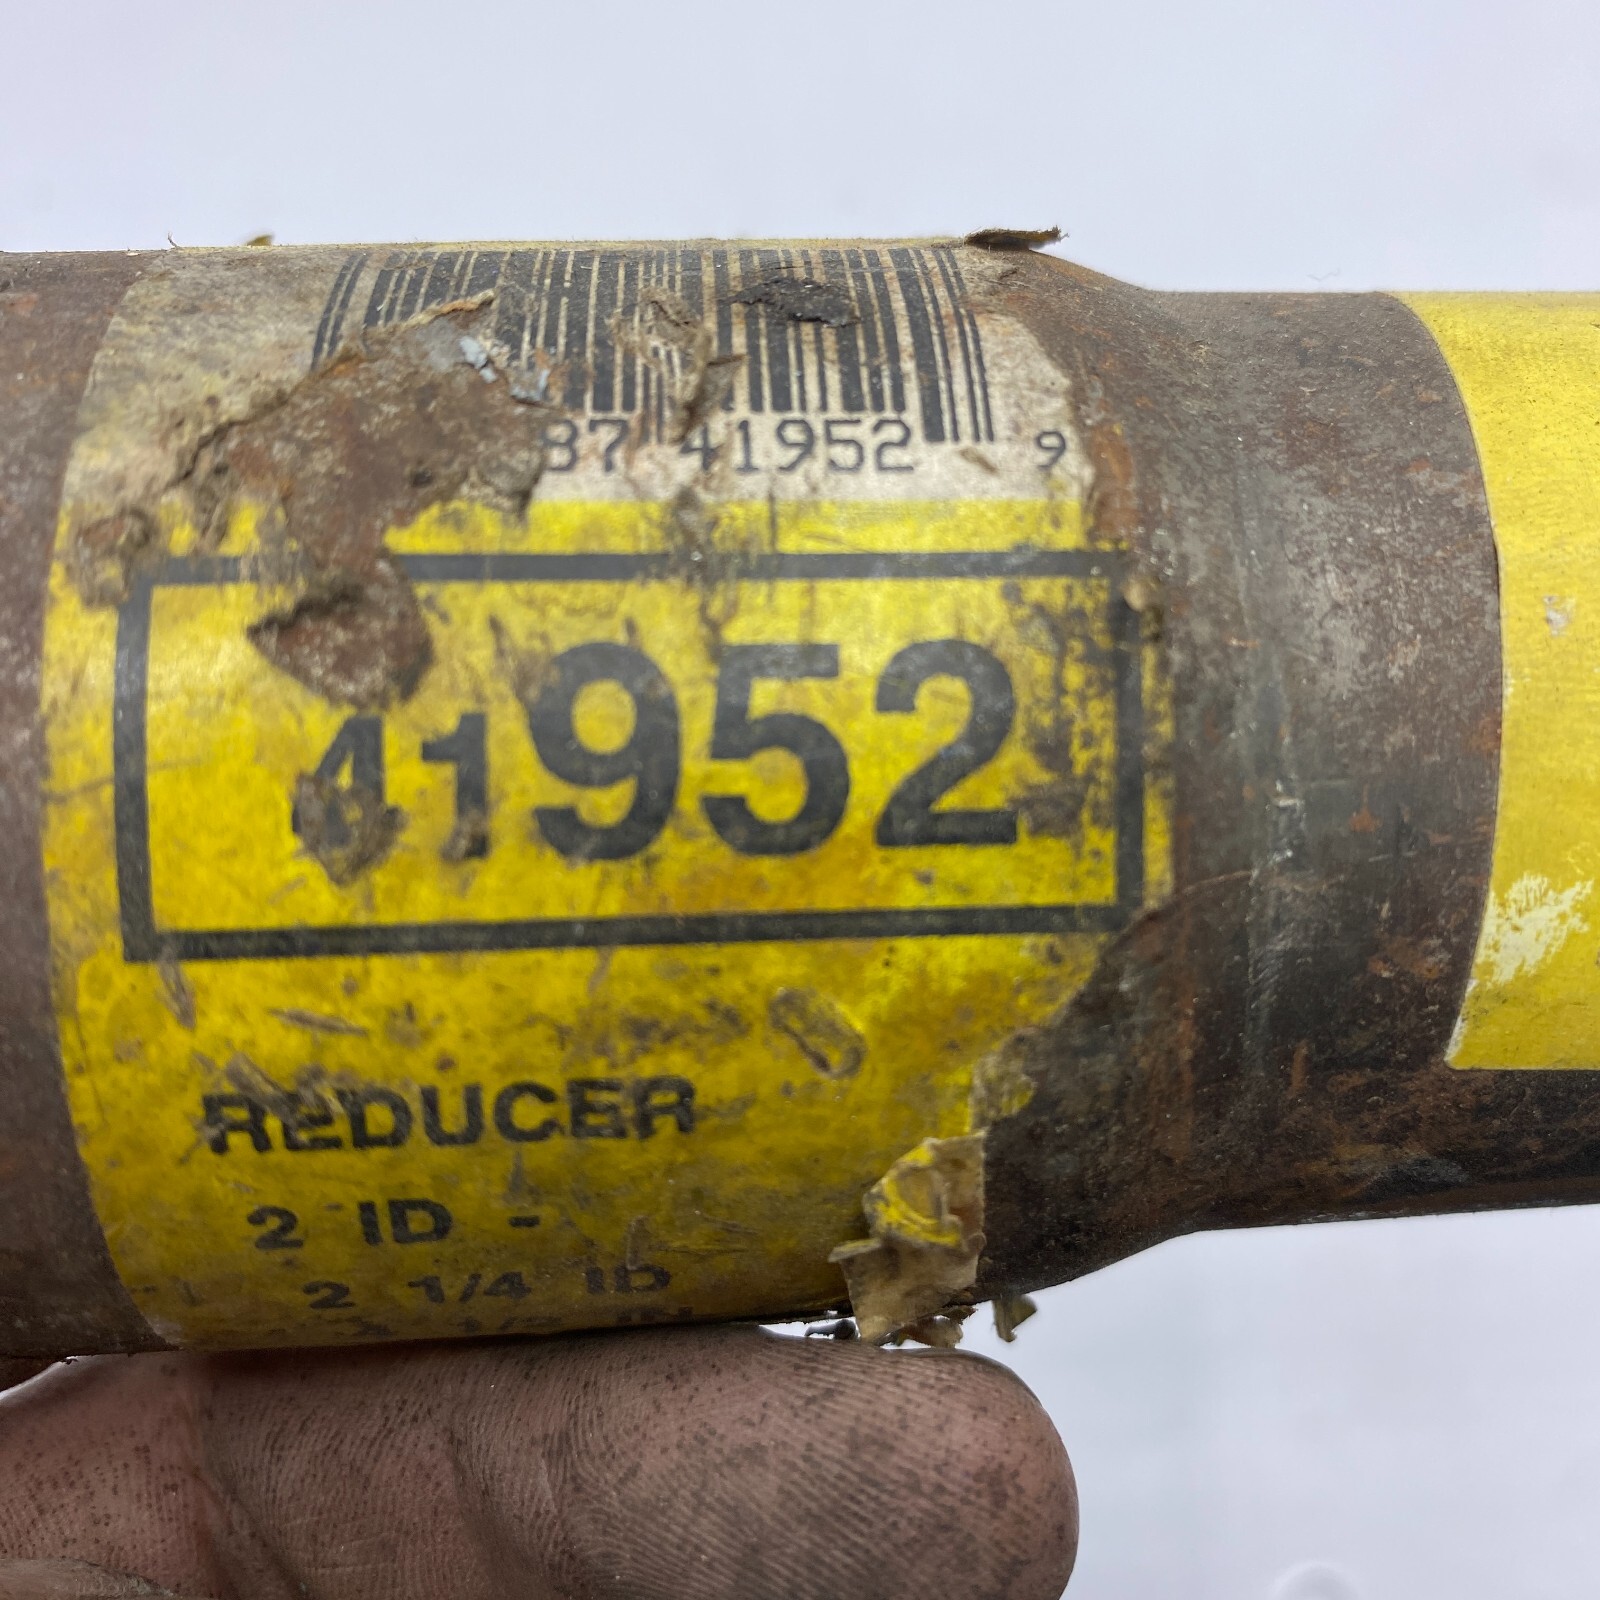 87 41952 9
41952
REDUCER
2 ID -
2 1/4 ID